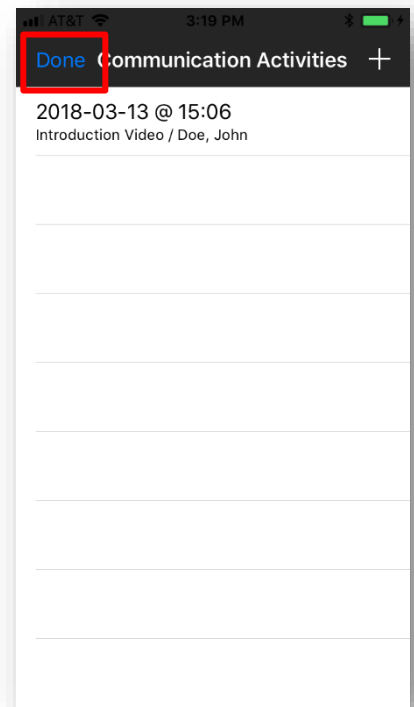 AT&T 3:19 PM
Done Communication Activities +
2018-03-13 @ 15:06
Introduction Video / Doe, John